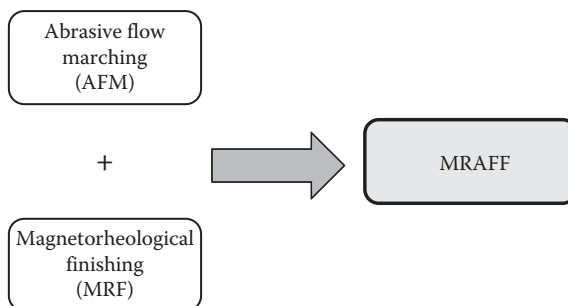 Abrasive flow
marching
(AFM)
+
MRAFF
Magnetorheological
finishing
(MRF)